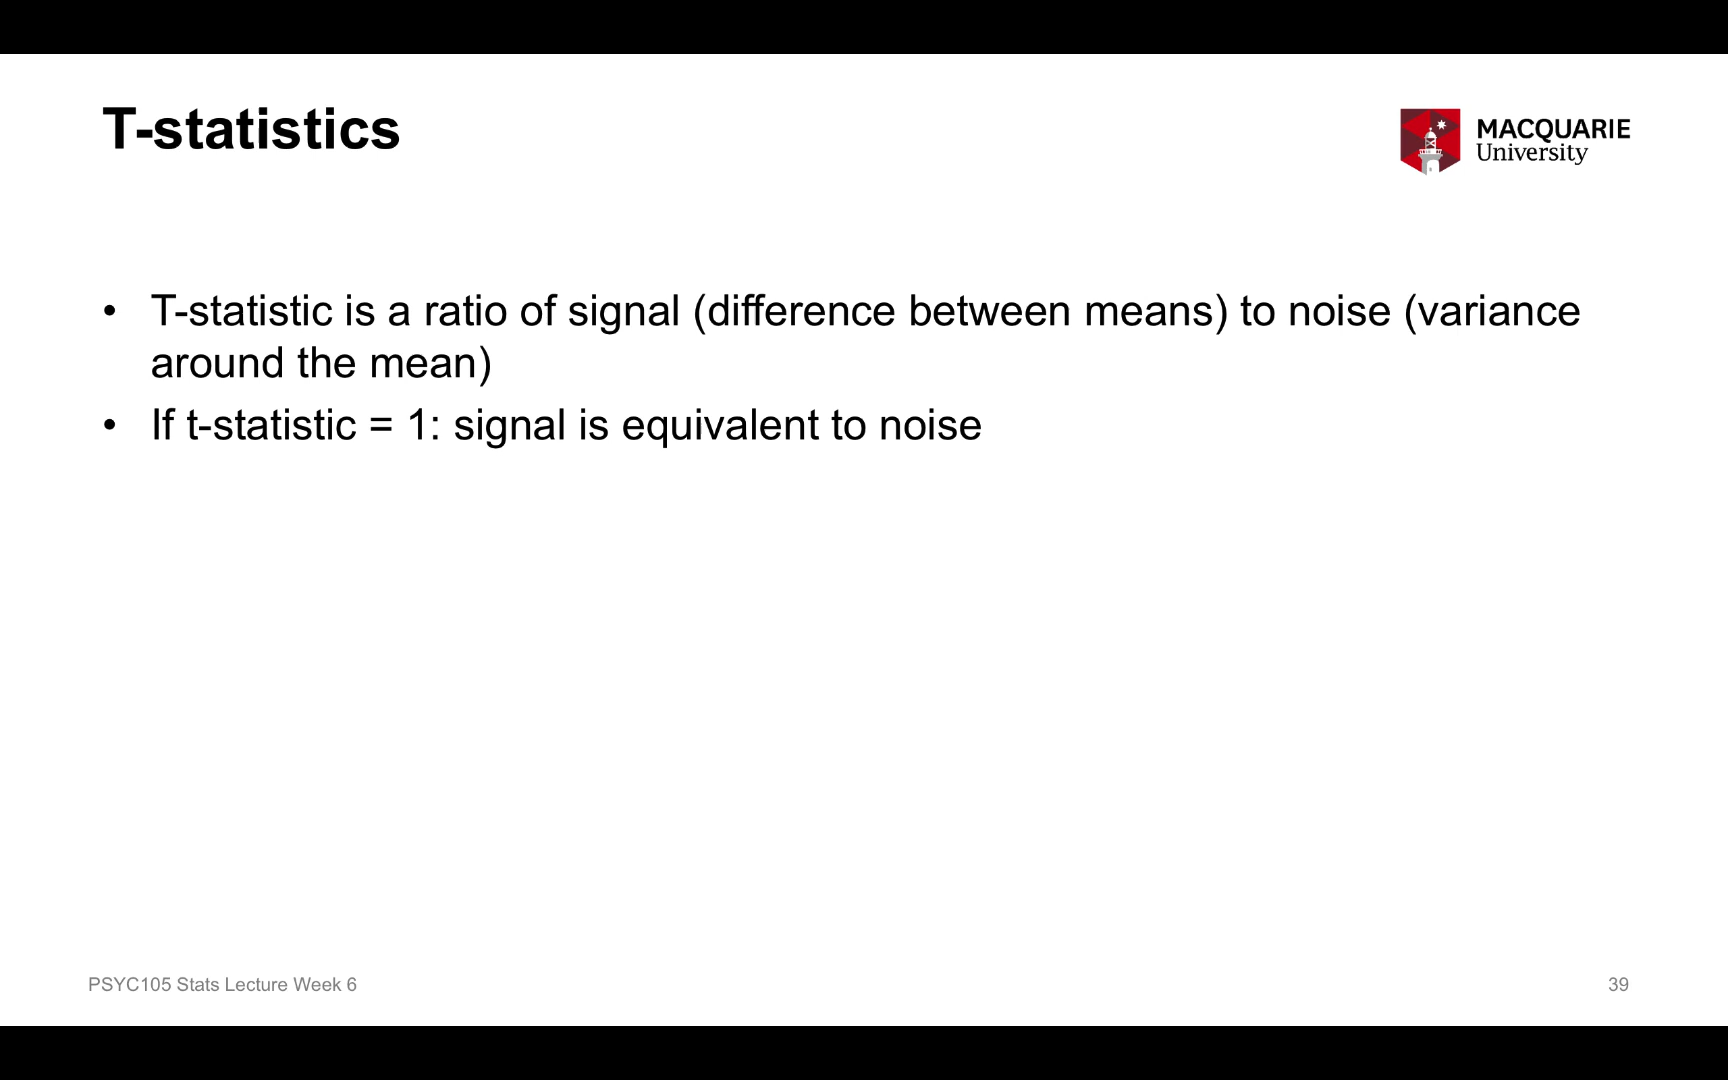 T-statistics
MACQUARIE
University
• T-statistic is a ratio of signal (difference between means) to noise (variance
around the mean)
• If t-statistic = 1: signal is equivalent to noise
PSYC105 Stats Lecture Week 6
39